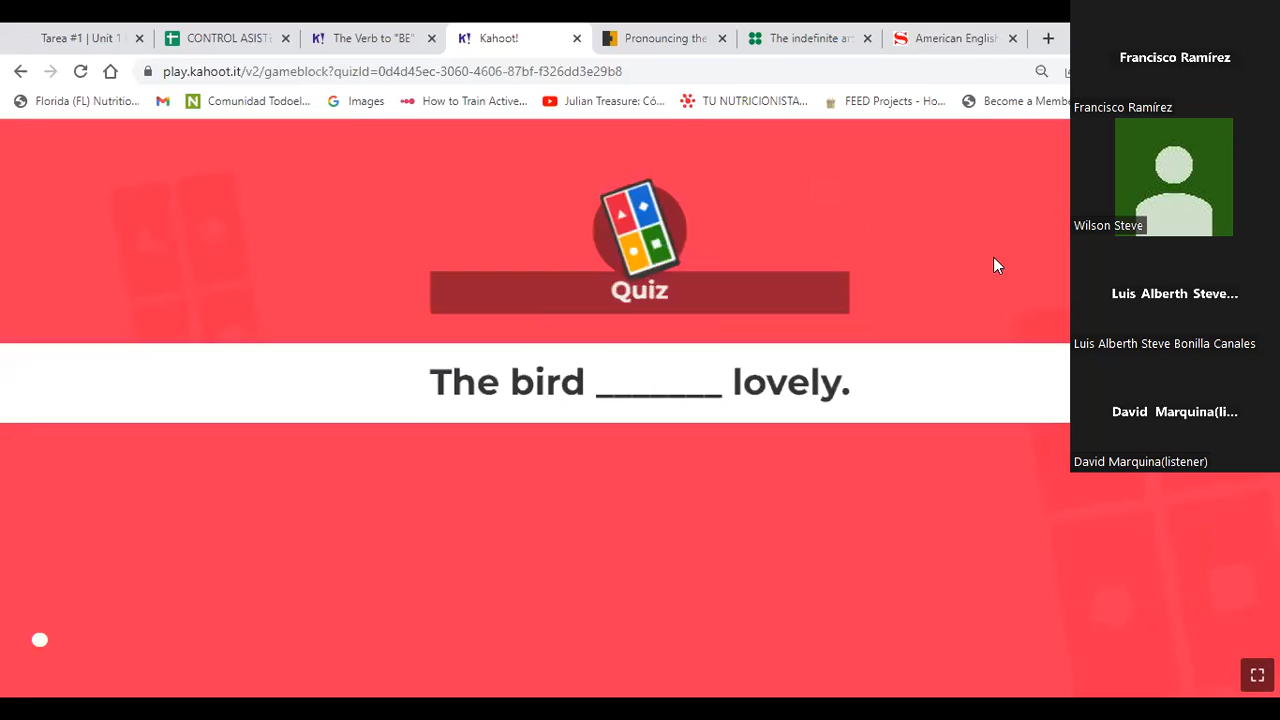 Tarea #1 | Unit 1
CONTROL ASIST
The Verb to "BE"
Kahoot!
Pronouncing the
The indefinite ar
American English
play.kahoot.it/v2/gameblock?quizId=0d4d45ec-3060-4606-87bf-f326dd3e29b8
Florida (FL) Nutritio...
Comunidad Todoel...
Images
How to Train Active...
Julian Treasure: Có...
TU NUTRICIONISTA...
FEED Projects - Ho...
Become a Membe
Quiz
The bird _______ lovely.
Francisco Ramírez
Francisco Ramírez
Wilson Steve
Luis Alberth Steve...
Luis Alberth Steve Bonilla Canales
David Marquina(li...
David Marquina(listener)